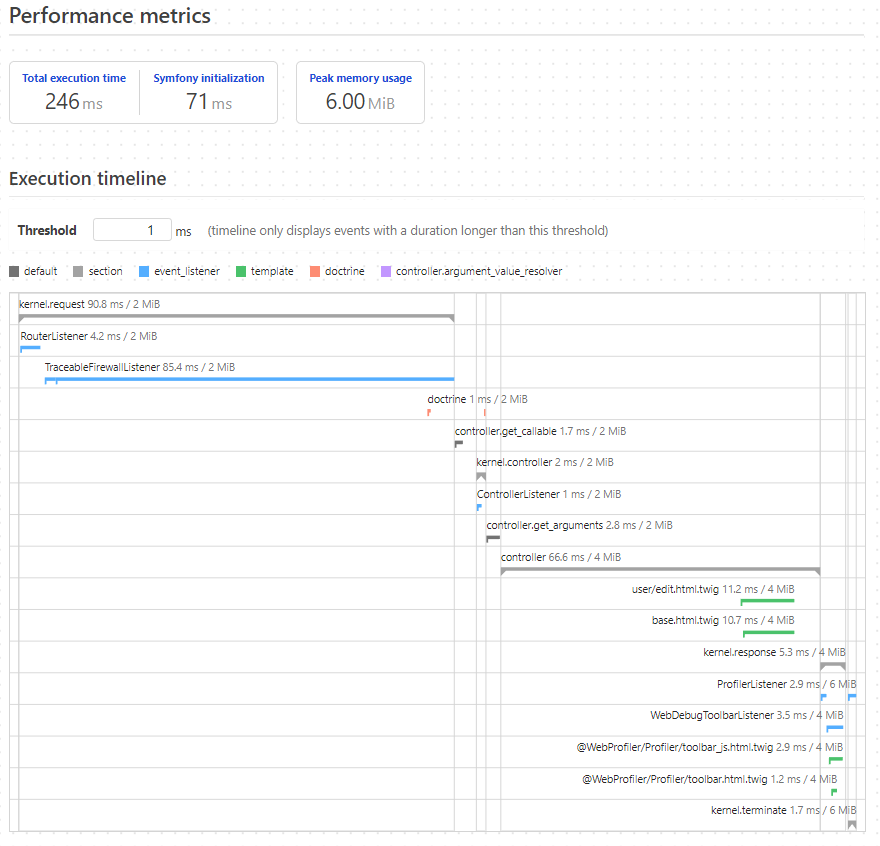 Performance metrics
Total execution time Symfony initialization Peak memory usage
246 ms 71 ms 6.00 MiB
Execution timeline
Threshold 1 ms (timeline only displays events with a duration longer than this threshold)
default section event_listener template doctrine controller.argument_value_resolver
kernel.request 90.8 ms / 2 MiB
RouterListener 4.2 ms / 2 MiB
TraceableFirewallListener 85.4 ms / 2 MiB
doctrine 1 ms / 2 MiB
controller.get_callable 1.7 ms / 2 MiB
kernel.controller 2 ms / 2 MiB
ControllerListener 1 ms / 2 MiB
controller.get_arguments 2.8 ms / 2 MiB
controller 66.6 ms / 4 MiB
user/edit.html.twig 11.2 ms / 4 MiB
base.html.twig 10.7 ms / 4 MiB
kernel.response 5.3 ms / 4 MiB
ProfilerListener 2.9 ms / 6 MiB
WebDebugToolbarListener 3.5 ms / 4 MiB
@WebProfiler/Profiler/toolbar_js.html.twig 2.9 ms / 4 MiB
@WebProfiler/Profiler/toolbar.html.twig 1.2 ms / 4 MiB
kernel.terminate 1.7 ms / 6 MiB